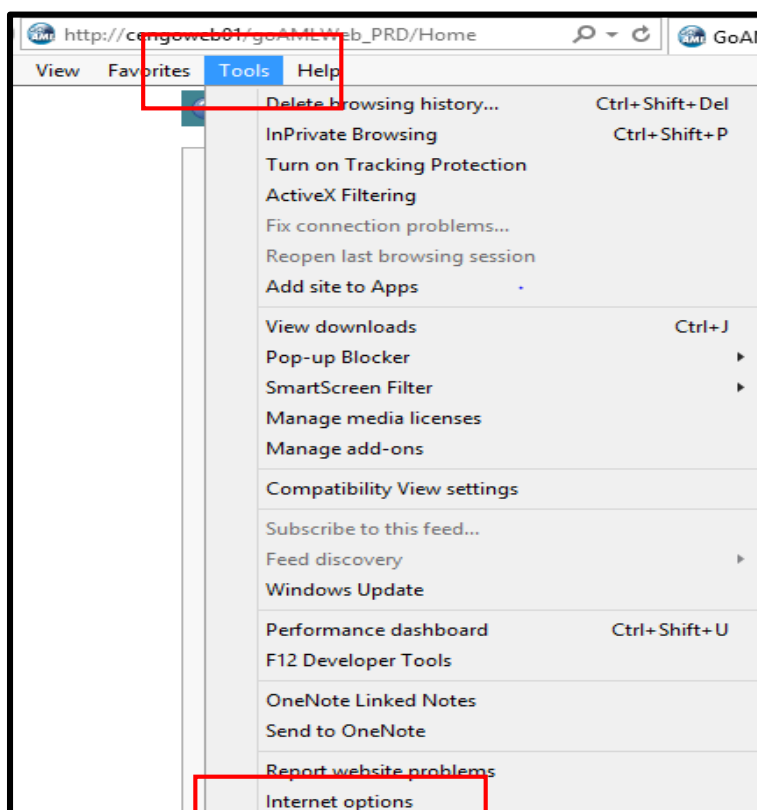 http://cengoweb01/goAMLWeb_PRD/Home GoAM
View Favorites Tools Help
Delete browsing history... Ctrl+Shift+Del
InPrivate Browsing Ctrl+Shift+P
Turn on Tracking Protection
ActiveX Filtering
Fix connection problems...
Reopen last browsing session
Add site to Apps
View downloads Ctrl+J
Pop-up Blocker
SmartScreen Filter
Manage media licenses
Manage add-ons
Compatibility View settings
Subscribe to this feed...
Feed discovery
Windows Update
Performance dashboard Ctrl+Shift+U
F12 Developer Tools
OneNote Linked Notes
Send to OneNote
Report website problems
Internet options